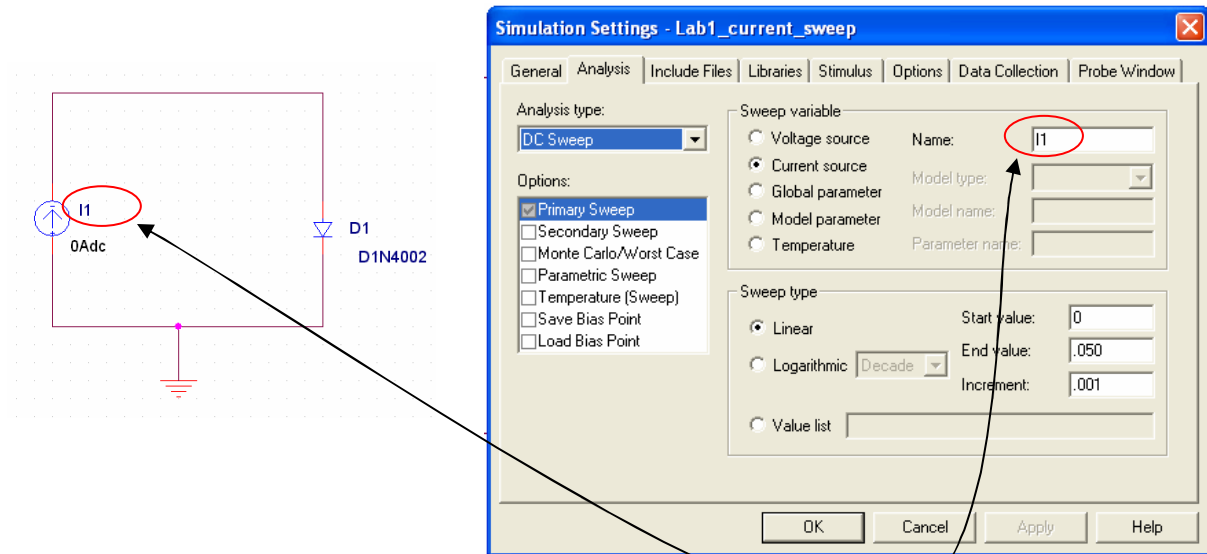 I1
0Adc
D1
D1N4002
Simulation Settings - Lab1_current_sweep
General Analysis Include Files Libraries Stimulus Options Data Collection Probe Window
Analysis type:
DC Sweep
Options:
Primary Sweep
Secondary Sweep
Monte Carlo/Worst Case
Parametric Sweep
Temperature (Sweep)
Save Bias Point
Load Bias Point
Sweep variable
Voltage source
Current source
Global parameter
Model parameter
Temperature
Name: I1
Model type:
Model name:
Parameter name:
Sweep type
Linear
Logarithmic Decade
Value list
Start value: 0
End value: .050
Increment: .001
OK Cancel Apply Help